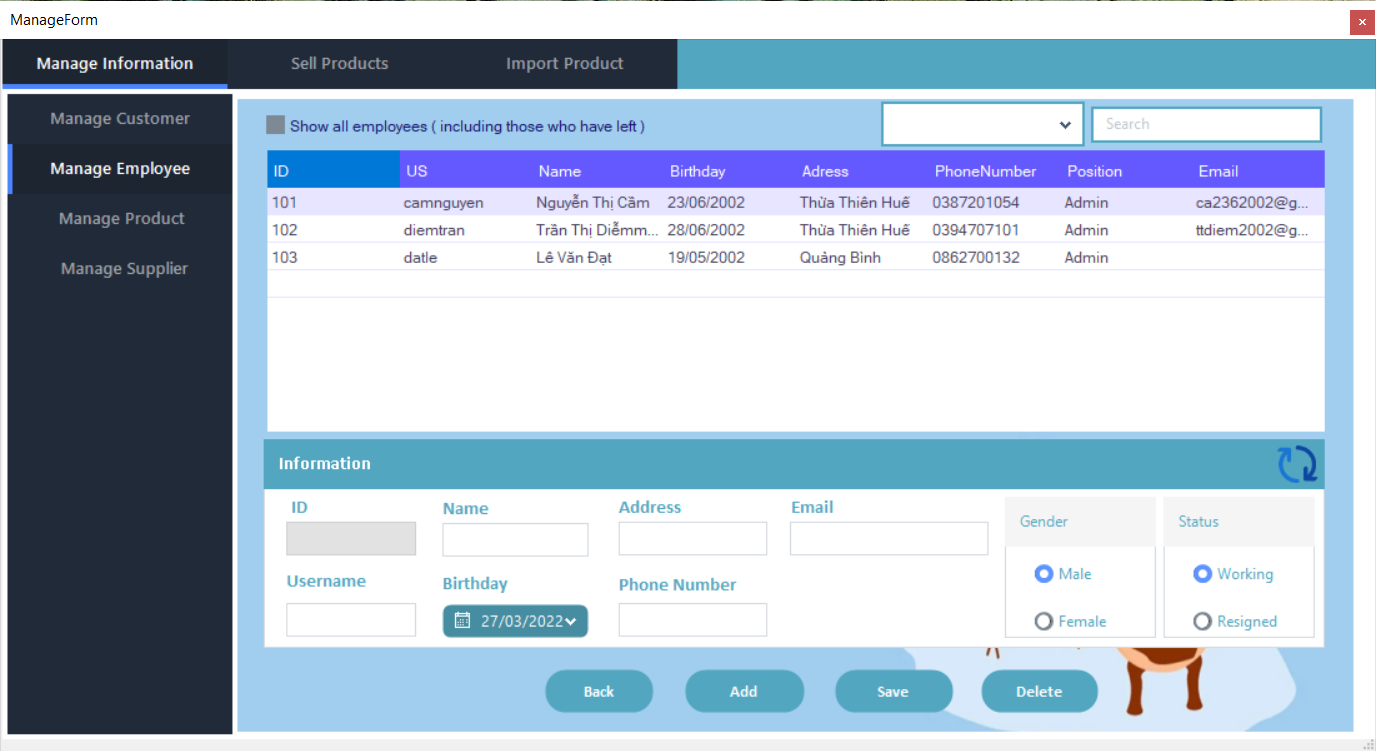 ManageForm
Manage Information Sell Products Import Product
Manage Customer
Manage Employee
Manage Product
Manage Supplier
Show all employees ( including those who have left )
Search
ID US Name Birthday Adress PhoneNumber Position Email
101 camnguyen Nguyễn Thị Cầm 23/06/2002 Thừa Thiên Huế 0387201054 Admin ca2362002@g...
102 diemtran Trần Thị Diễmm... 28/06/2002 Thừa Thiên Huế 0394707101 Admin ttdiem2002@g...
103 datle Lê Văn Đạt 19/05/2002 Quảng Bình 0862700132 Admin
Information
ID Name Address Email
Gender Status
Male Working
Username Birthday Phone Number
27/03/2022
Female Resigned
Back Add Save Delete